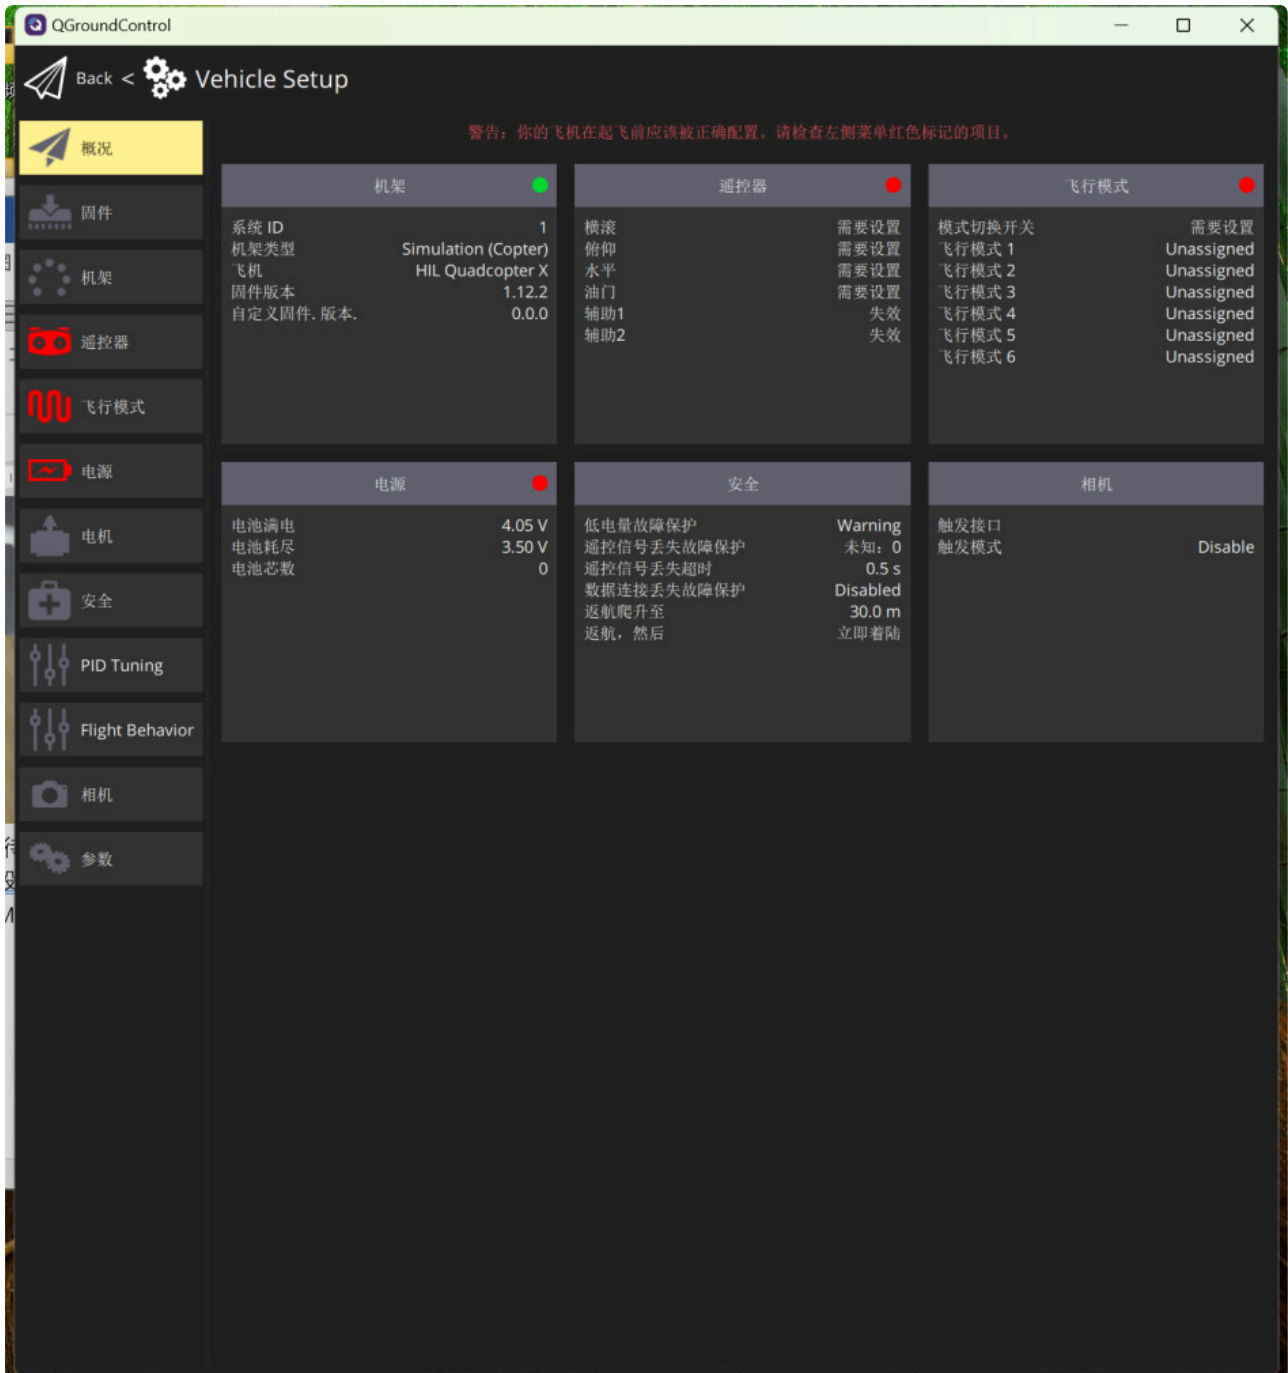 QGroundControl
Back < Vehicle Setup
警告：你的飞机在起飞前应该被正确配置。请检查左侧菜单红色标记的项目。
概况
固件
机架
遥控器
飞行模式
电源
电机
安全
PID Tuning
Flight Behavior
相机
参数
机架
系统 ID 1
机架类型 Simulation (Copter)
飞机 HIL Quadcopter X
固件版本 1.12.2
自定义固件. 版本. 0.0.0
遥控器
横滚 需要设置
俯仰 需要设置
水平 需要设置
油门 需要设置
辅助1 失效
辅助2 失效
飞行模式
模式切换开关 需要设置
飞行模式 1 Unassigned
飞行模式 2 Unassigned
飞行模式 3 Unassigned
飞行模式 4 Unassigned
飞行模式 5 Unassigned
飞行模式 6 Unassigned
电源
电池满电 4.05 V
电池耗尽 3.50 V
电池芯数 0
安全
低电量故障保护 Warning
遥控信号丢失故障保护 未知：0
遥控信号丢失超时 0.5 s
数据连接丢失故障保护 Disabled
返航爬升至 30.0 m
返航，然后 立即着陆
相机
触发接口
触发模式 Disable